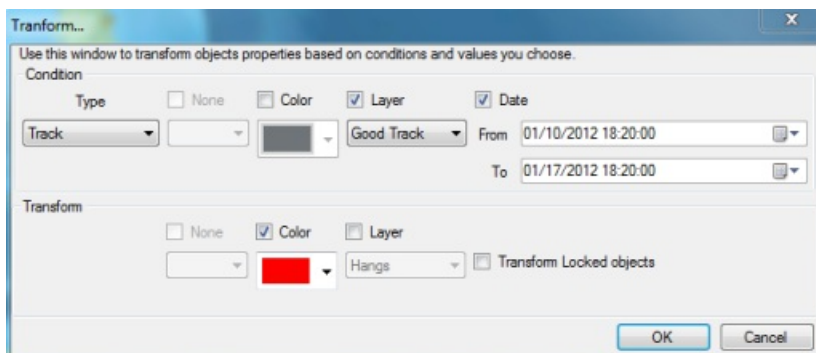 Tranform...
Use this window to transform objects properties based on conditions and values you choose.
Condition
Type None Color Layer Date
Track Good Track From 01/10/2012 18:20:00
To 01/17/2012 18:20:00
Transform
None Color Layer
Hangs Transform Locked objects
OK Cancel